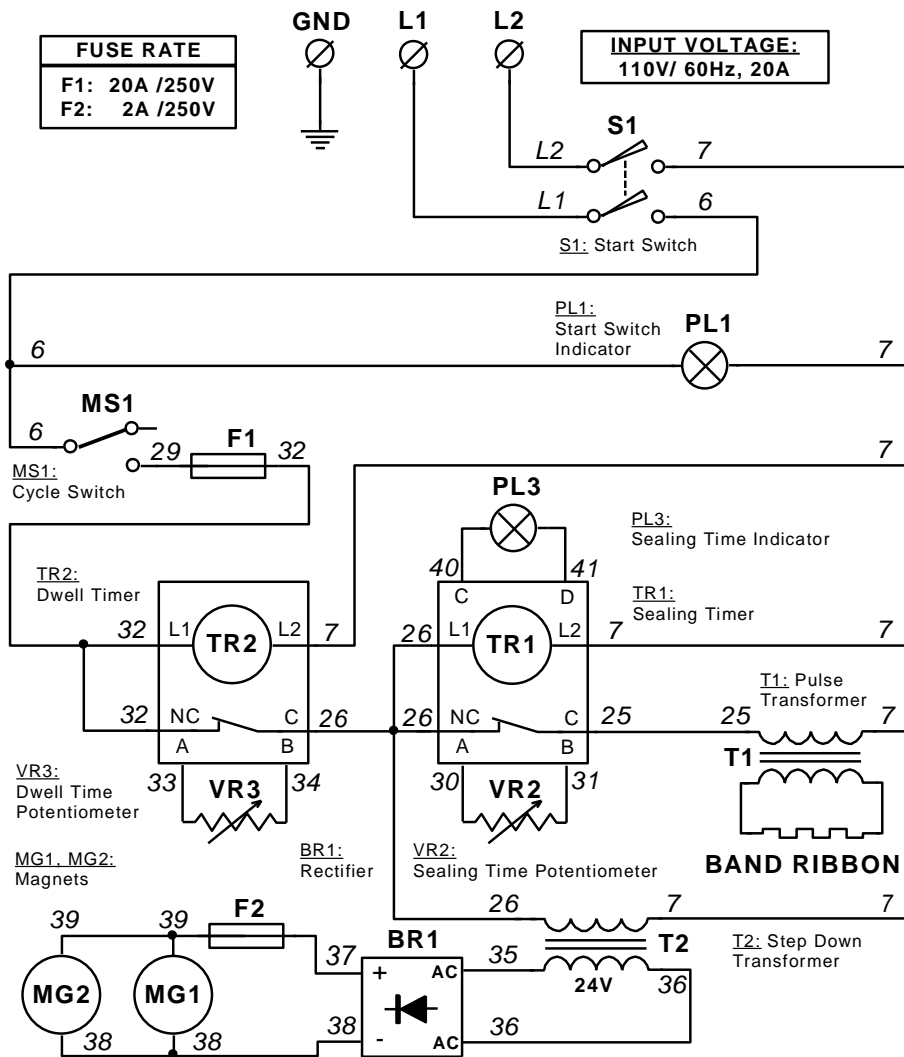 GND L1 L2
FUSE RATE
F1: 20A /250V
F2: 2A /250V
INPUT VOLTAGE:
110V/ 60Hz, 20A
S1
L2 7
L1 6
S1: Start Switch
PL1:
Start Switch
Indicator
PL1
6 7
MS1
6 29 F1 32 7
MS1:
Cycle Switch
PL3
PL3:
Sealing Time Indicator
40 41
C D
TR2:
Dwell Timer
TR1:
Sealing Timer
32 L1 TR2 L2 7 26 L1 TR1 L2 7 7
T1: Pulse
Transformer
32 NC C 26 26 NC C 25 25 7
A B A B
T1
33 VR3 34 30 VR2 31
VR3:
Dwell Time
Potentiometer
BAND RIBBON
MG1, MG2:
Magnets
BR1:
Rectifier
VR2:
Sealing Time Potentiometer
26 7 7
39 39 F2 37 BR1 35 T2
T2: Step Down
Transformer
24V 36
MG2 MG1 + AC
38 38 38 - AC 36